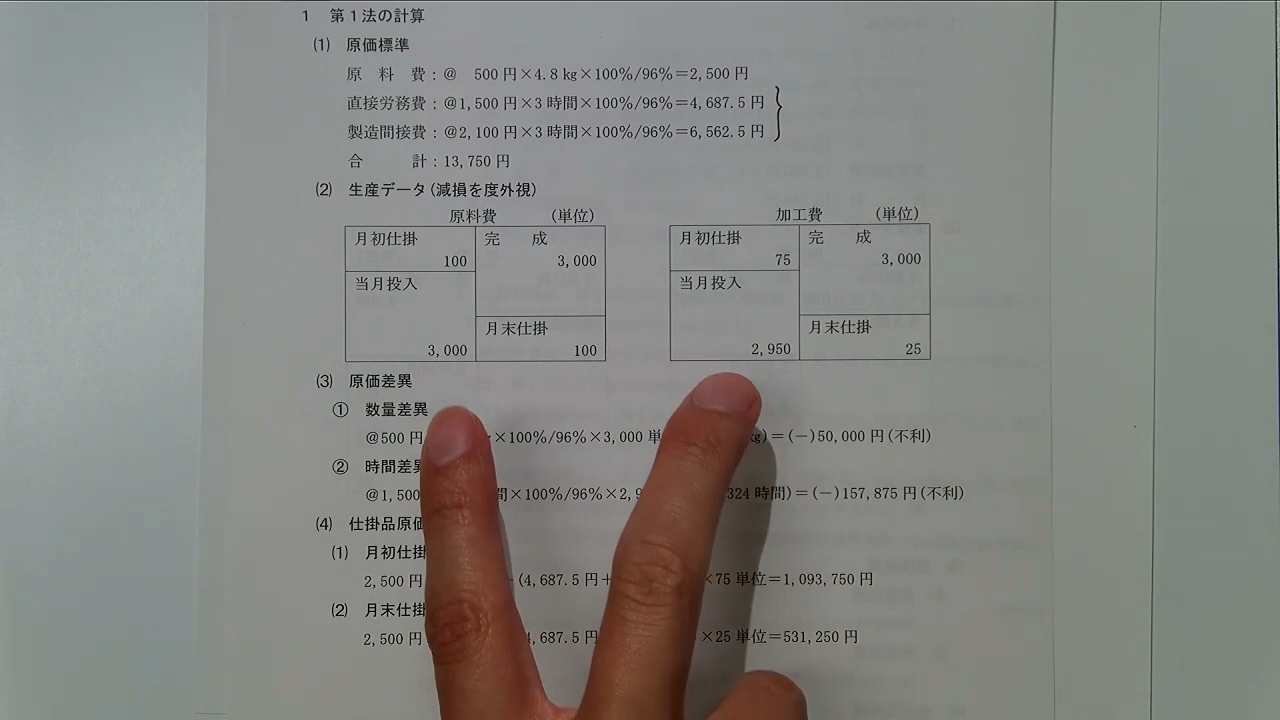 1 第1法の計算
(1) 原価標準
原 料 費:@ 500円×4.8㎏×100%/96%=2,500円
直接労務費:@1,500円×3時間×100%/96%=4,687.5円
製造間接費:@2,100円×3時間×100%/96%=6,562.5円
合 計:13,750円
(2) 生産データ(減損を度外視)
原料費 (単位) 加工費 (単位)
月初仕掛 完 成 月初仕掛 完 成
100 3,000 75 3,000
当月投入 当月投入
月末仕掛 月末仕掛
3,000 100 2,950 25
(3) 原価差異
① 数量差異
@500円 ×100%/96%×3,000単 ㎏)=(-)50,000円(不利)
② 時間差異
@1,500 間×100%/96%×2,9 324時間)=(-)157,875円(不利)
(4) 仕掛品原価
(1) 月初仕掛
2,500円 (4,687.5円+ ×75単位=1,093,750円
(2) 月末仕掛
2,500円 4,687.5円 ×25単位=531,250円